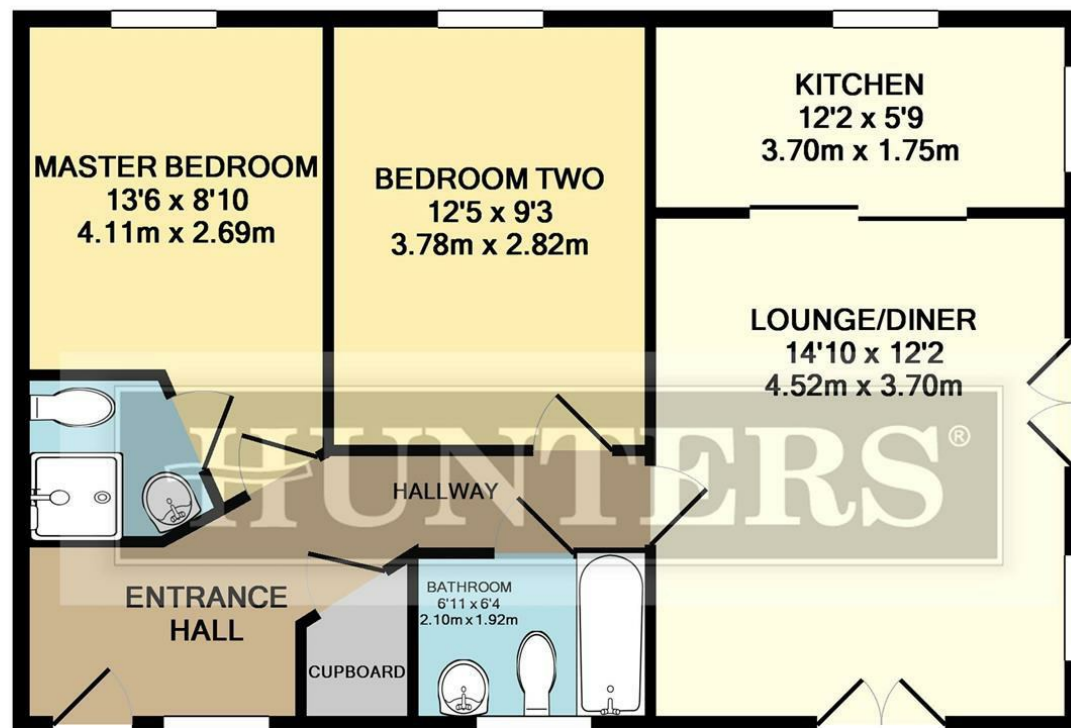 MASTER BEDROOM
13'6 x 8'10
4.11m x 2.69m
BEDROOM TWO
12'5 x 9'3
3.78m x 2.82m
KITCHEN
12'2 x 5'9
3.70m x 1.75m
LOUNGE/DINER
14'10 x 12'2
4.52m x 3.70m
HUNTERS®
HALLWAY
ENTRANCE
HALL
CUPBOARD
BATHROOM
6'11 x 6'4
2.10m x 1.92m